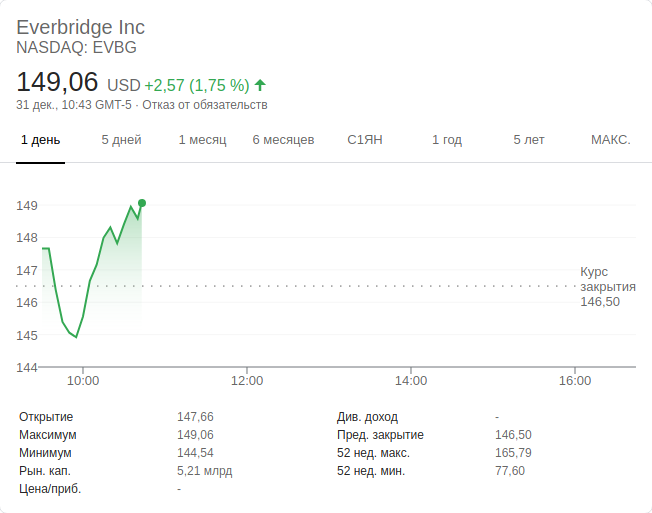 Everbridge Inc
NASDAQ: EVBG
149,06 USD +2,57 (1,75 %)
31 дек., 10:43 GMT-5 · Отказ от обязательств
1 день 5 дней 1 месяц 6 месяцев С1ЯН 1 год 5 лет МАКС.
149
148
147
146
145
144
Курс
закрытия
146,50
10:00 12:00 14:00 16:00
Открытие 147,66 Див. доход -
Максимум 149,06 Пред. закрытие 146,50
Минимум 144,54 52 нед. макс. 165,79
Рын. кап. 5,21 млрд 52 нед. мин. 77,60
Цена/приб. -